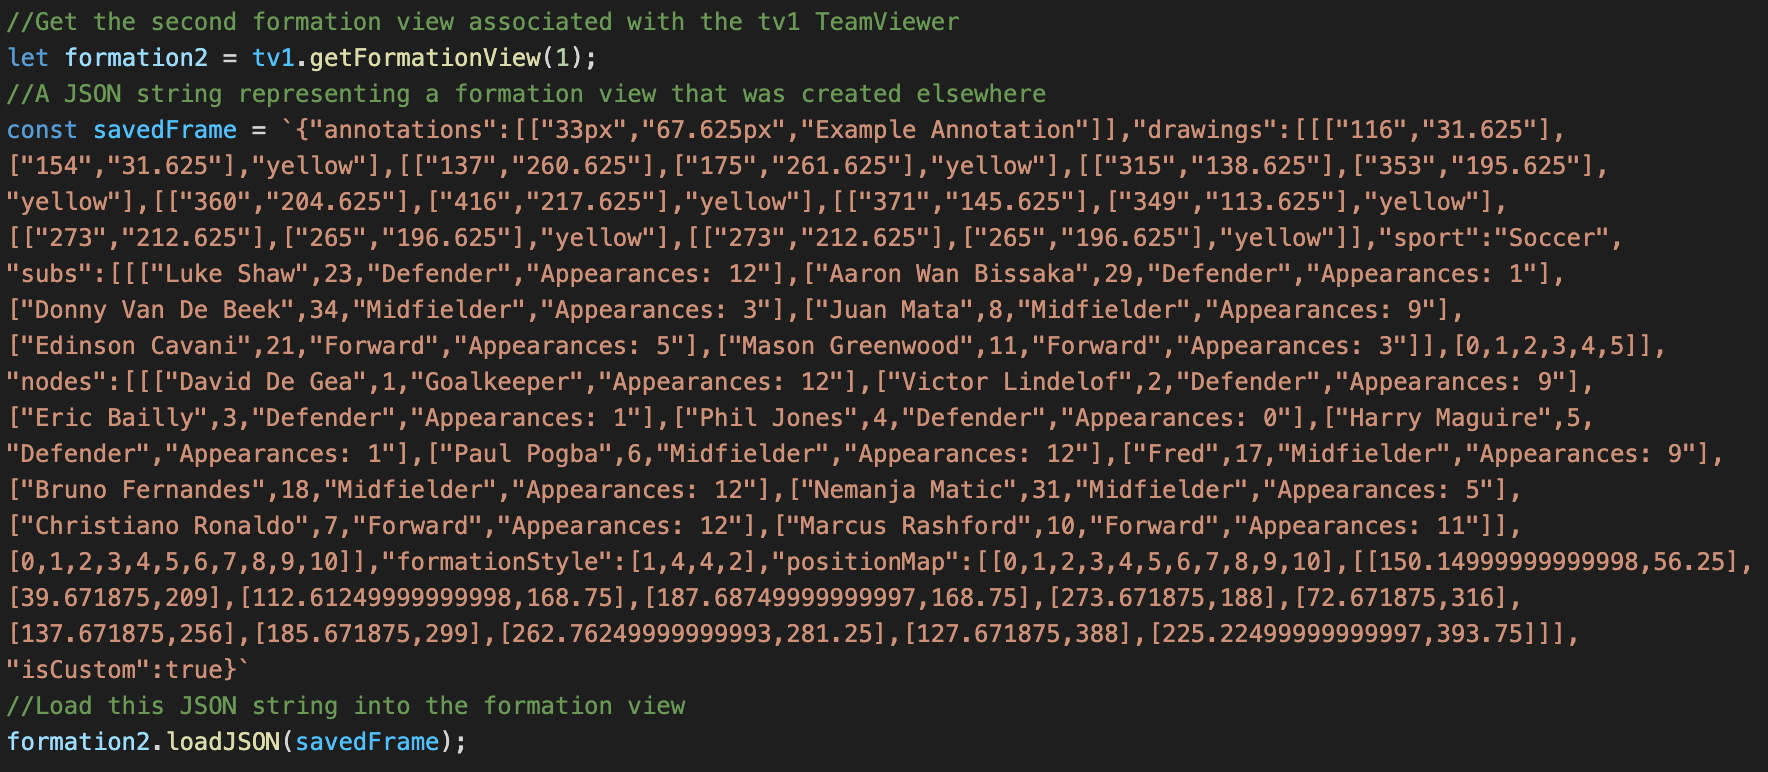 //Get the second formation view associated with the tv1 TeamViewer
let formation2 = tv1.getFormationView(1);
//A JSON string representing a formation view that was created elsewhere
const savedFrame = `{"annotations":[["33px","67.625px","Example Annotation"]],"drawings":[[["116","31.625"],
["154","31.625"],"yellow"],[["137","260.625"],["175","261.625"],"yellow"],[["315","138.625"],["353","195.625"],
"yellow"],[["360","204.625"],["416","217.625"],"yellow"],[["371","145.625"],["349","113.625"],"yellow"],
[["273","212.625"],["265","196.625"],"yellow"],[["273","212.625"],["265","196.625"],"yellow"]],"sport":"Soccer",
"subs":[[["Luke Shaw",23,"Defender","Appearances: 12"],["Aaron Wan Bissaka",29,"Defender","Appearances: 1"],
["Donny Van De Beek",34,"Midfielder","Appearances: 3"],["Juan Mata",8,"Midfielder","Appearances: 9"],
["Edinson Cavani",21,"Forward","Appearances: 5"],["Mason Greenwood",11,"Forward","Appearances: 3"]],[0,1,2,3,4,5]],
"nodes":[[["David De Gea",1,"Goalkeeper","Appearances: 12"],["Victor Lindelof",2,"Defender","Appearances: 9"],
["Eric Bailly",3,"Defender","Appearances: 1"],["Phil Jones",4,"Defender","Appearances: 0"],["Harry Maguire",5,
"Defender","Appearances: 1"],["Paul Pogba",6,"Midfielder","Appearances: 12"],["Fred",17,"Midfielder","Appearances: 9"],
["Bruno Fernandes",18,"Midfielder","Appearances: 12"],["Nemanja Matic",31,"Midfielder","Appearances: 5"],
["Christiano Ronaldo",7,"Forward","Appearances: 12"],["Marcus Rashford",10,"Forward","Appearances: 11"]],
[0,1,2,3,4,5,6,7,8,9,10]],"formationStyle":[1,4,4,2],"positionMap":[[0,1,2,3,4,5,6,7,8,9,10],[[150.14999999999998,56.25],
[39.671875,209],[112.61249999999998,168.75],[187.68749999999997,168.75],[273.671875,188],[72.671875,316],
[137.671875,256],[185.671875,299],[262.76249999999993,281.25],[127.671875,388],[225.22499999999997,393.75]]],
"isCustom":true}`
//Load this JSON string into the formation view
formation2.loadJSON(savedFrame);